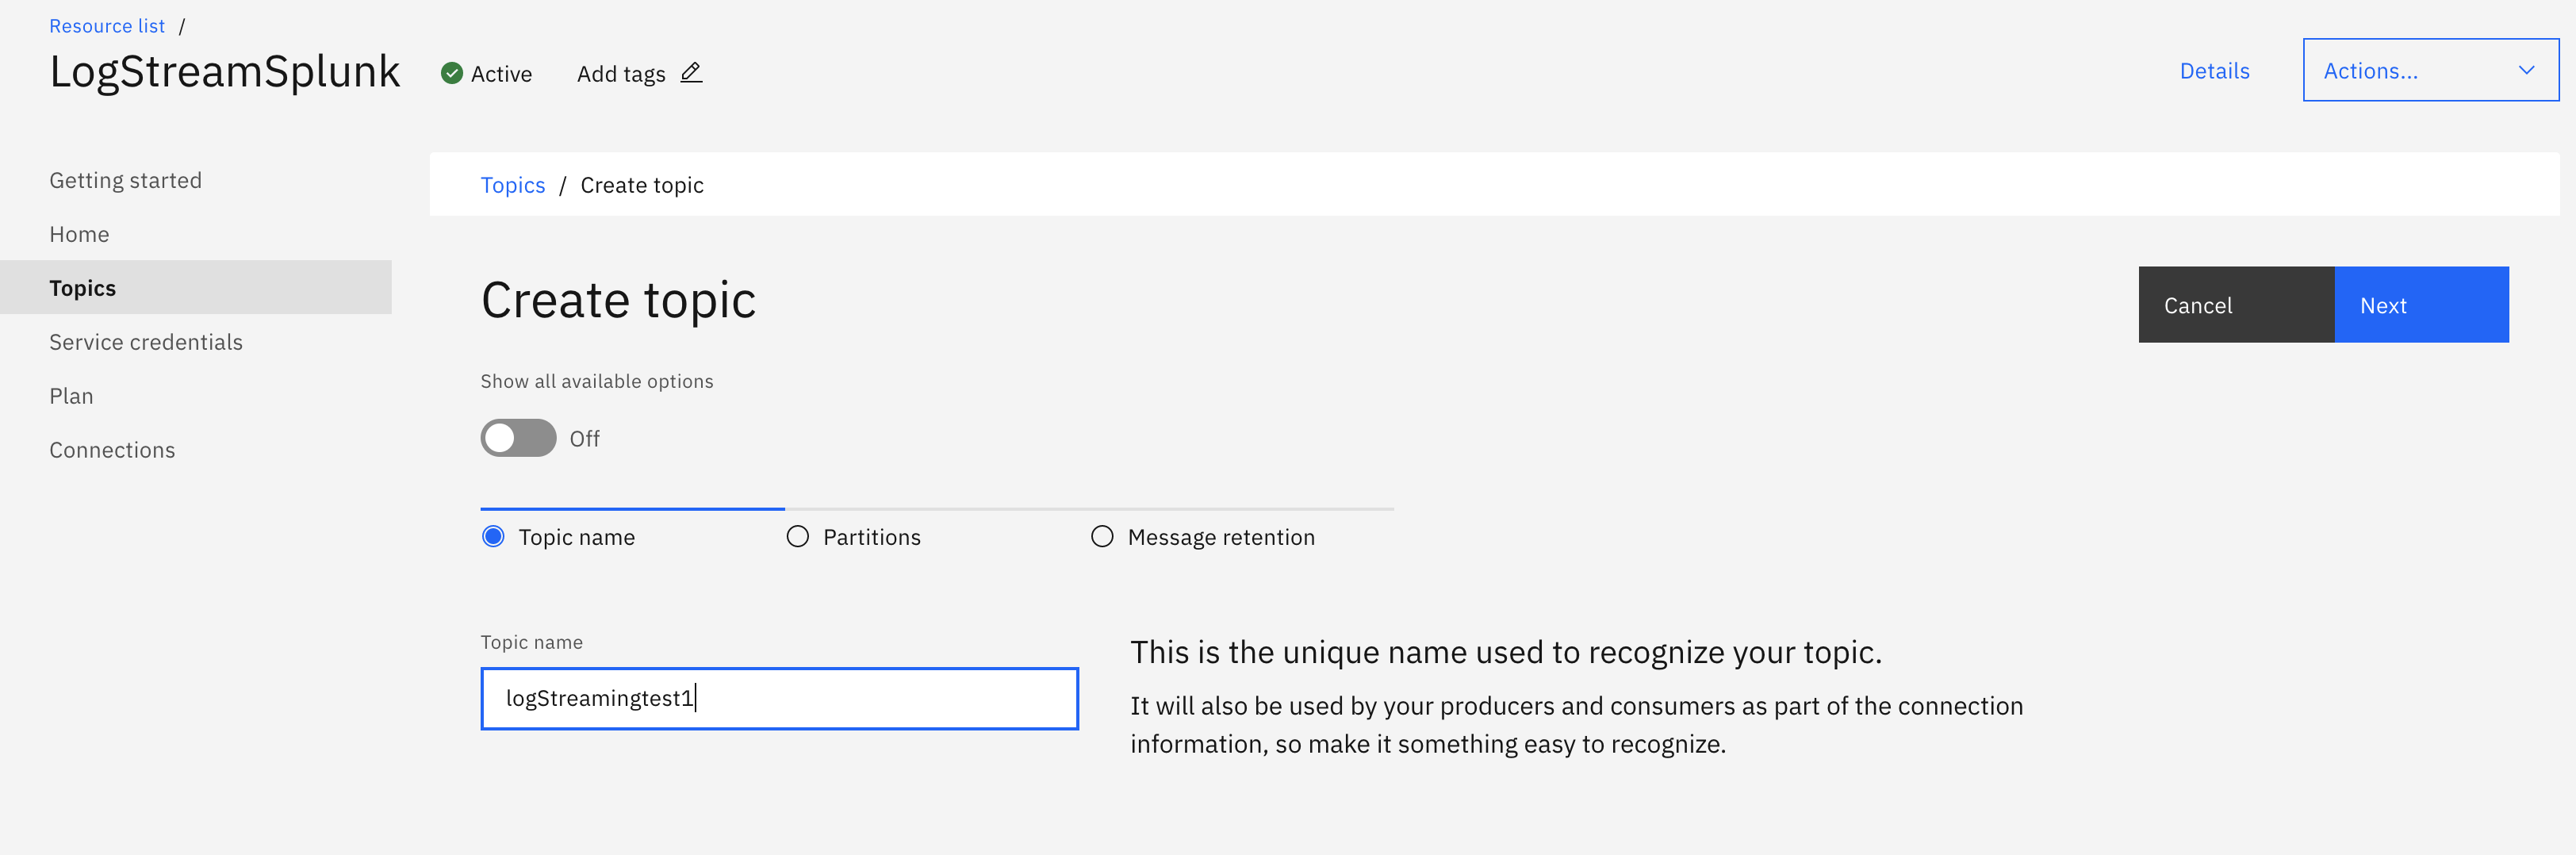 Resource list /
LogStreamSplunk
Active
Add tags
Details
Actions...
Getting started
Home
Topics
Service credentials
Plan
Connections
Topics / Create topic
Create topic
Cancel
Next
Show all available options
Off
Topic name
Partitions
Message retention
Topic name
logStreamingtest1
This is the unique name used to recognize your topic.
It will also be used by your producers and consumers as part of the connection
information, so make it something easy to recognize.